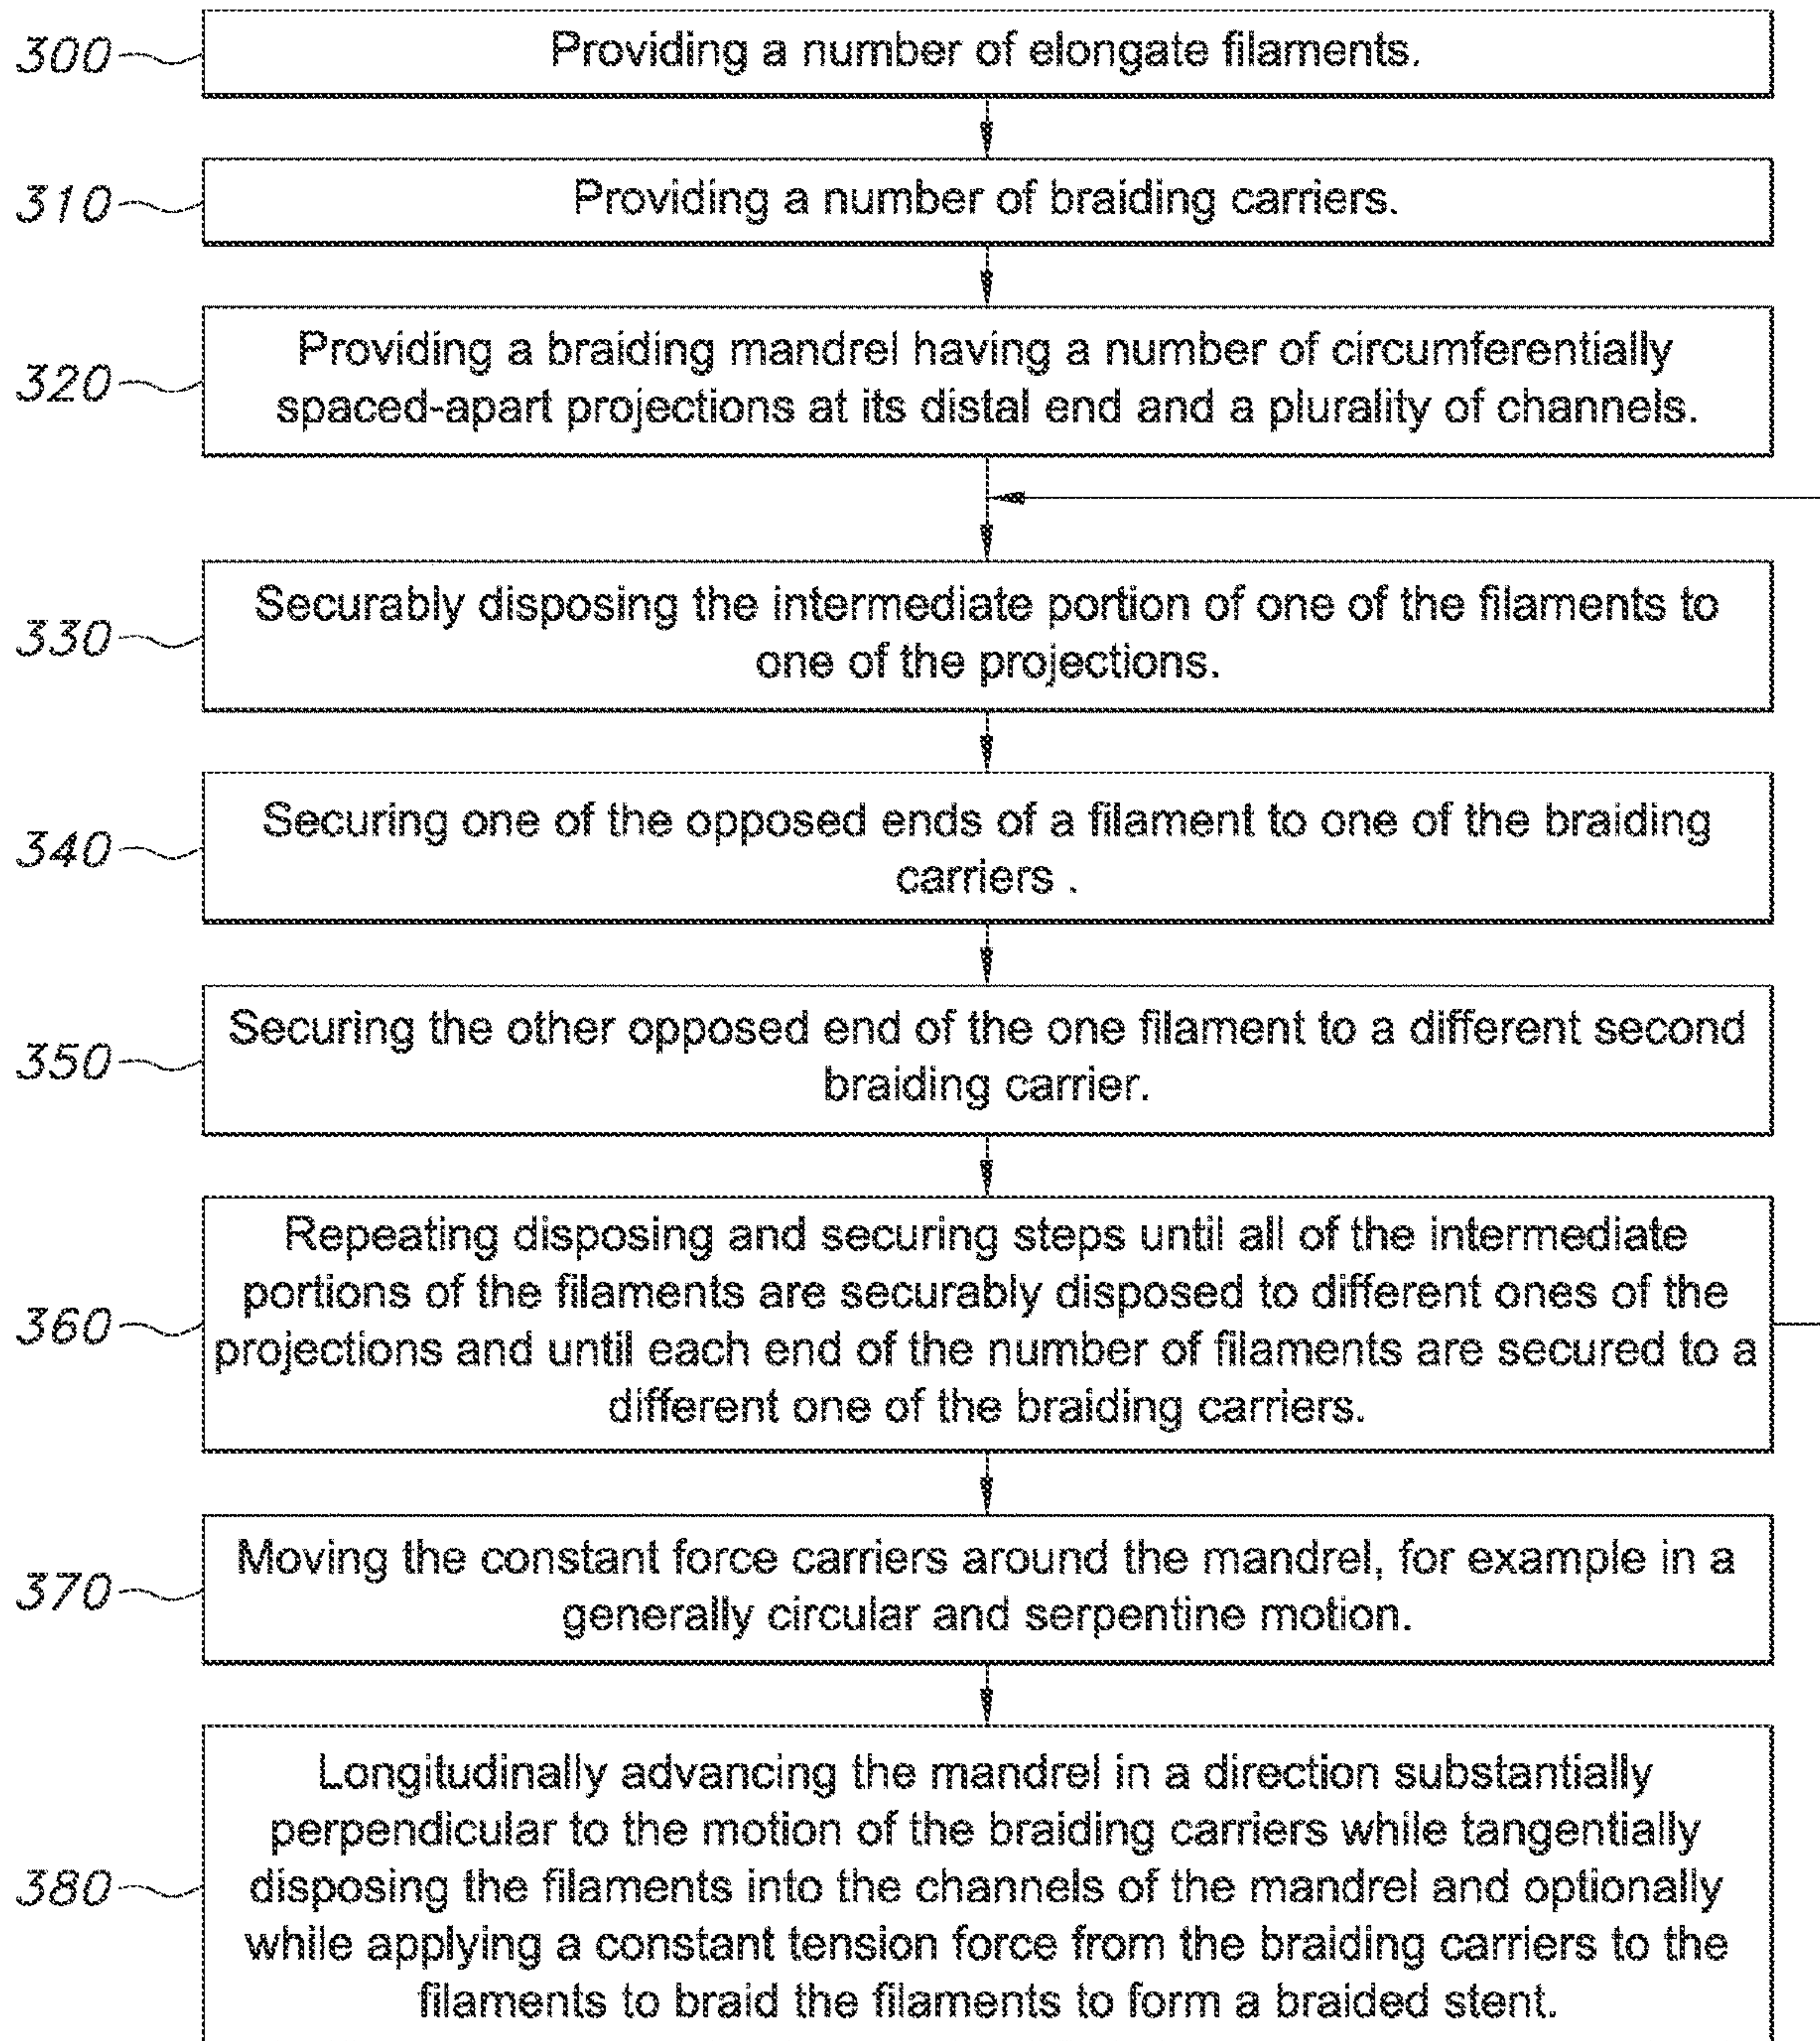 300
Providing a number of elongate filaments.
310
Providing a number of braiding carriers.
320
Providing a braiding mandrel having a number of circumferentially
spaced-apart projections at its distal end and a plurality of channels.
330
Securably disposing the intermediate portion of one of the filaments to
one of the projections.
340
Securing one of the opposed ends of a filament to one of the braiding
carriers .
350
Securing the other opposed end of the one filament to a different second
braiding carrier.
360
Repeating disposing and securing steps until all of the intermediate
portions of the filaments are securably disposed to different ones of the
projections and until each end of the number of filaments are secured to a
different one of the braiding carriers.
370
Moving the constant force carriers around the mandrel, for example in a
generally circular and serpentine motion.
380
Longitudinally advancing the mandrel in a direction substantially
perpendicular to the motion of the braiding carriers while tangentially
disposing the filaments into the channels of the mandrel and optionally
while applying a constant tension force from the braiding carriers to the
filaments to braid the filaments to form a braided stent.